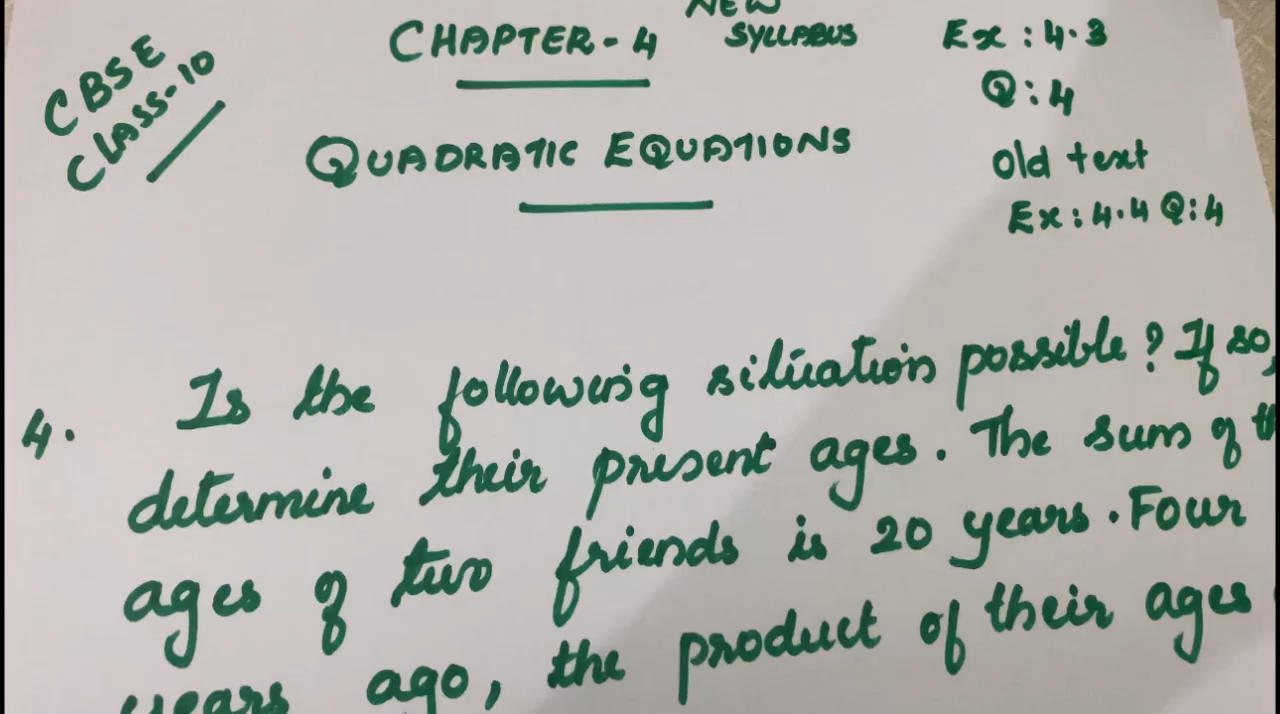 CBSE
CLASS-10
CHAPTER-4
NEW
SYLLABUS
Ex : 4.3
Q : 4
QUADRATIC EQUATIONS
Old text
Ex : 4.4 Q : 4
4. Is the following situation possible? If so,
determine their present ages. The sum of
ages of two friends is 20 years. Four
years ago, the product of their ages